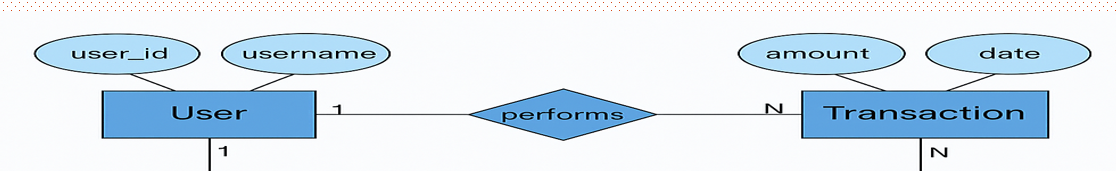 user_id username amount date
User 1 performs N Transaction
1 N